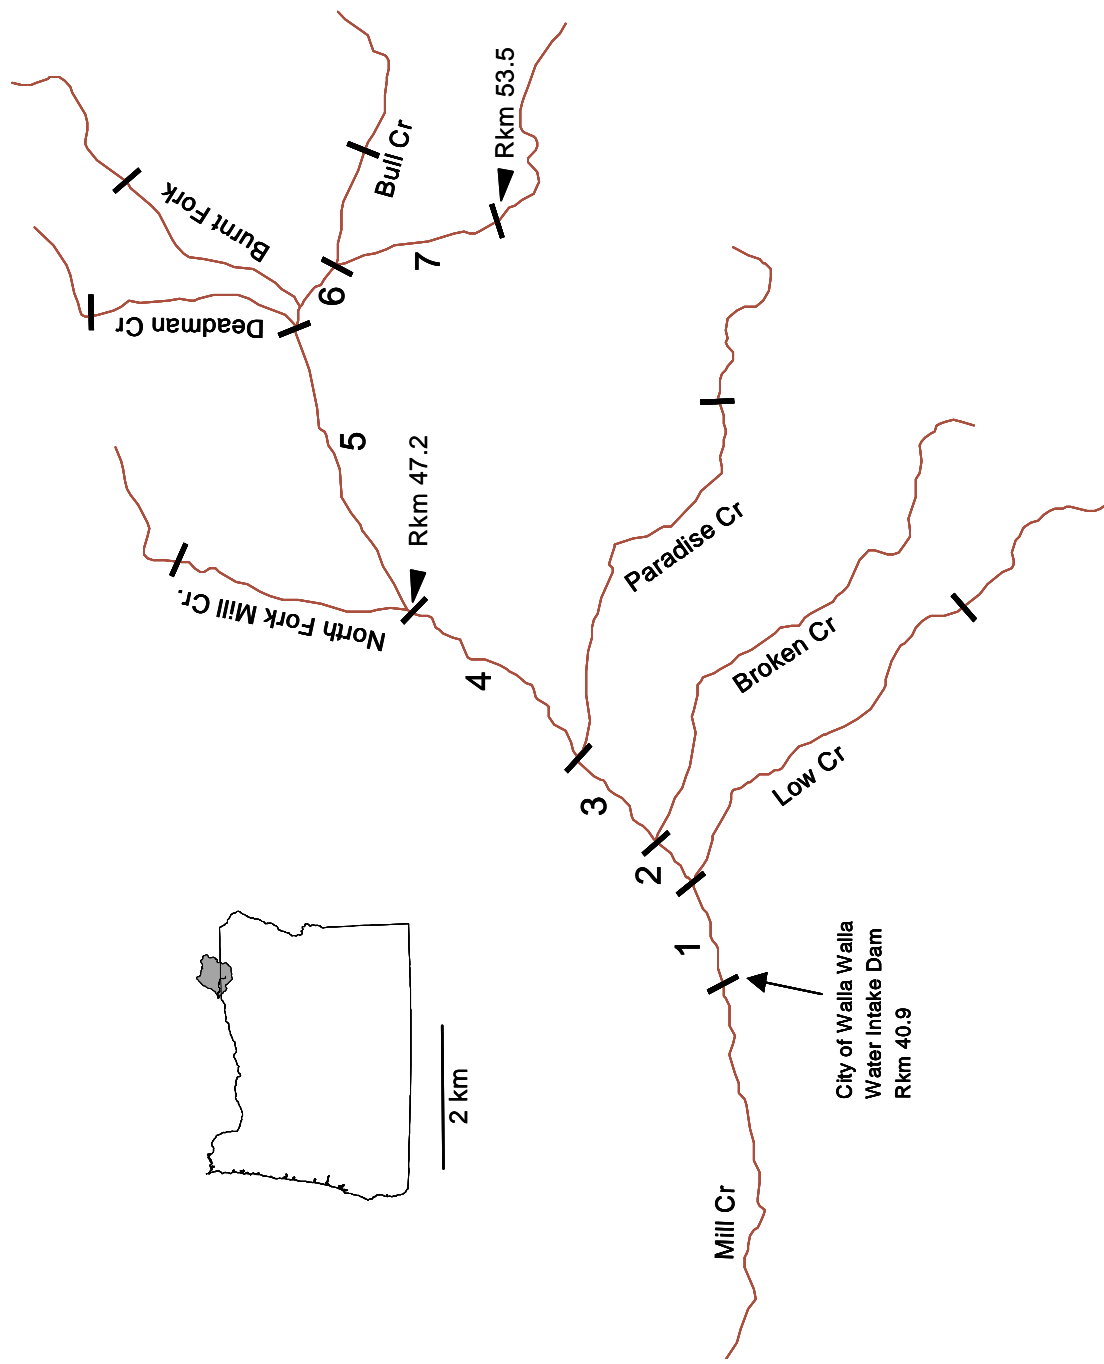 Mill Cr
City of Walla Walla
Water Intake Dam
Rkm 40.9
1
Low Cr
2
Broken Cr
3
Paradise Cr
4
North Fork Mill Cr.
Rkm 47.2
5
Deadman Cr
Burnt Fork
6
Bull Cr
7
Rkm 53.5
2 km